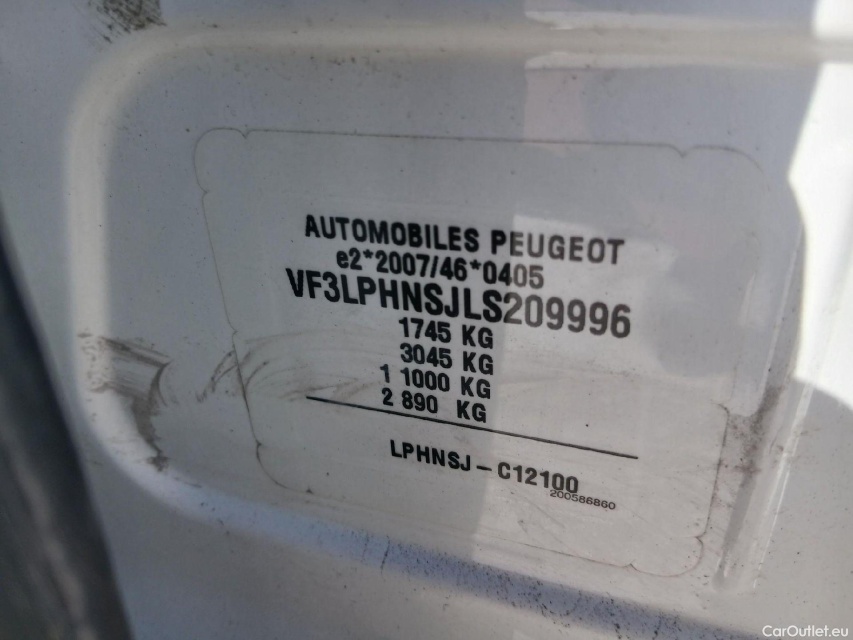 AUTOMOBILES PEUGEOT
e2*2007/46*0405
VF3LPHNSJLS209996
1745 KG
3045 KG
1 1000 KG
2 890 KG
LPHNSJ-C12100
200586860
CarOutlet.eu